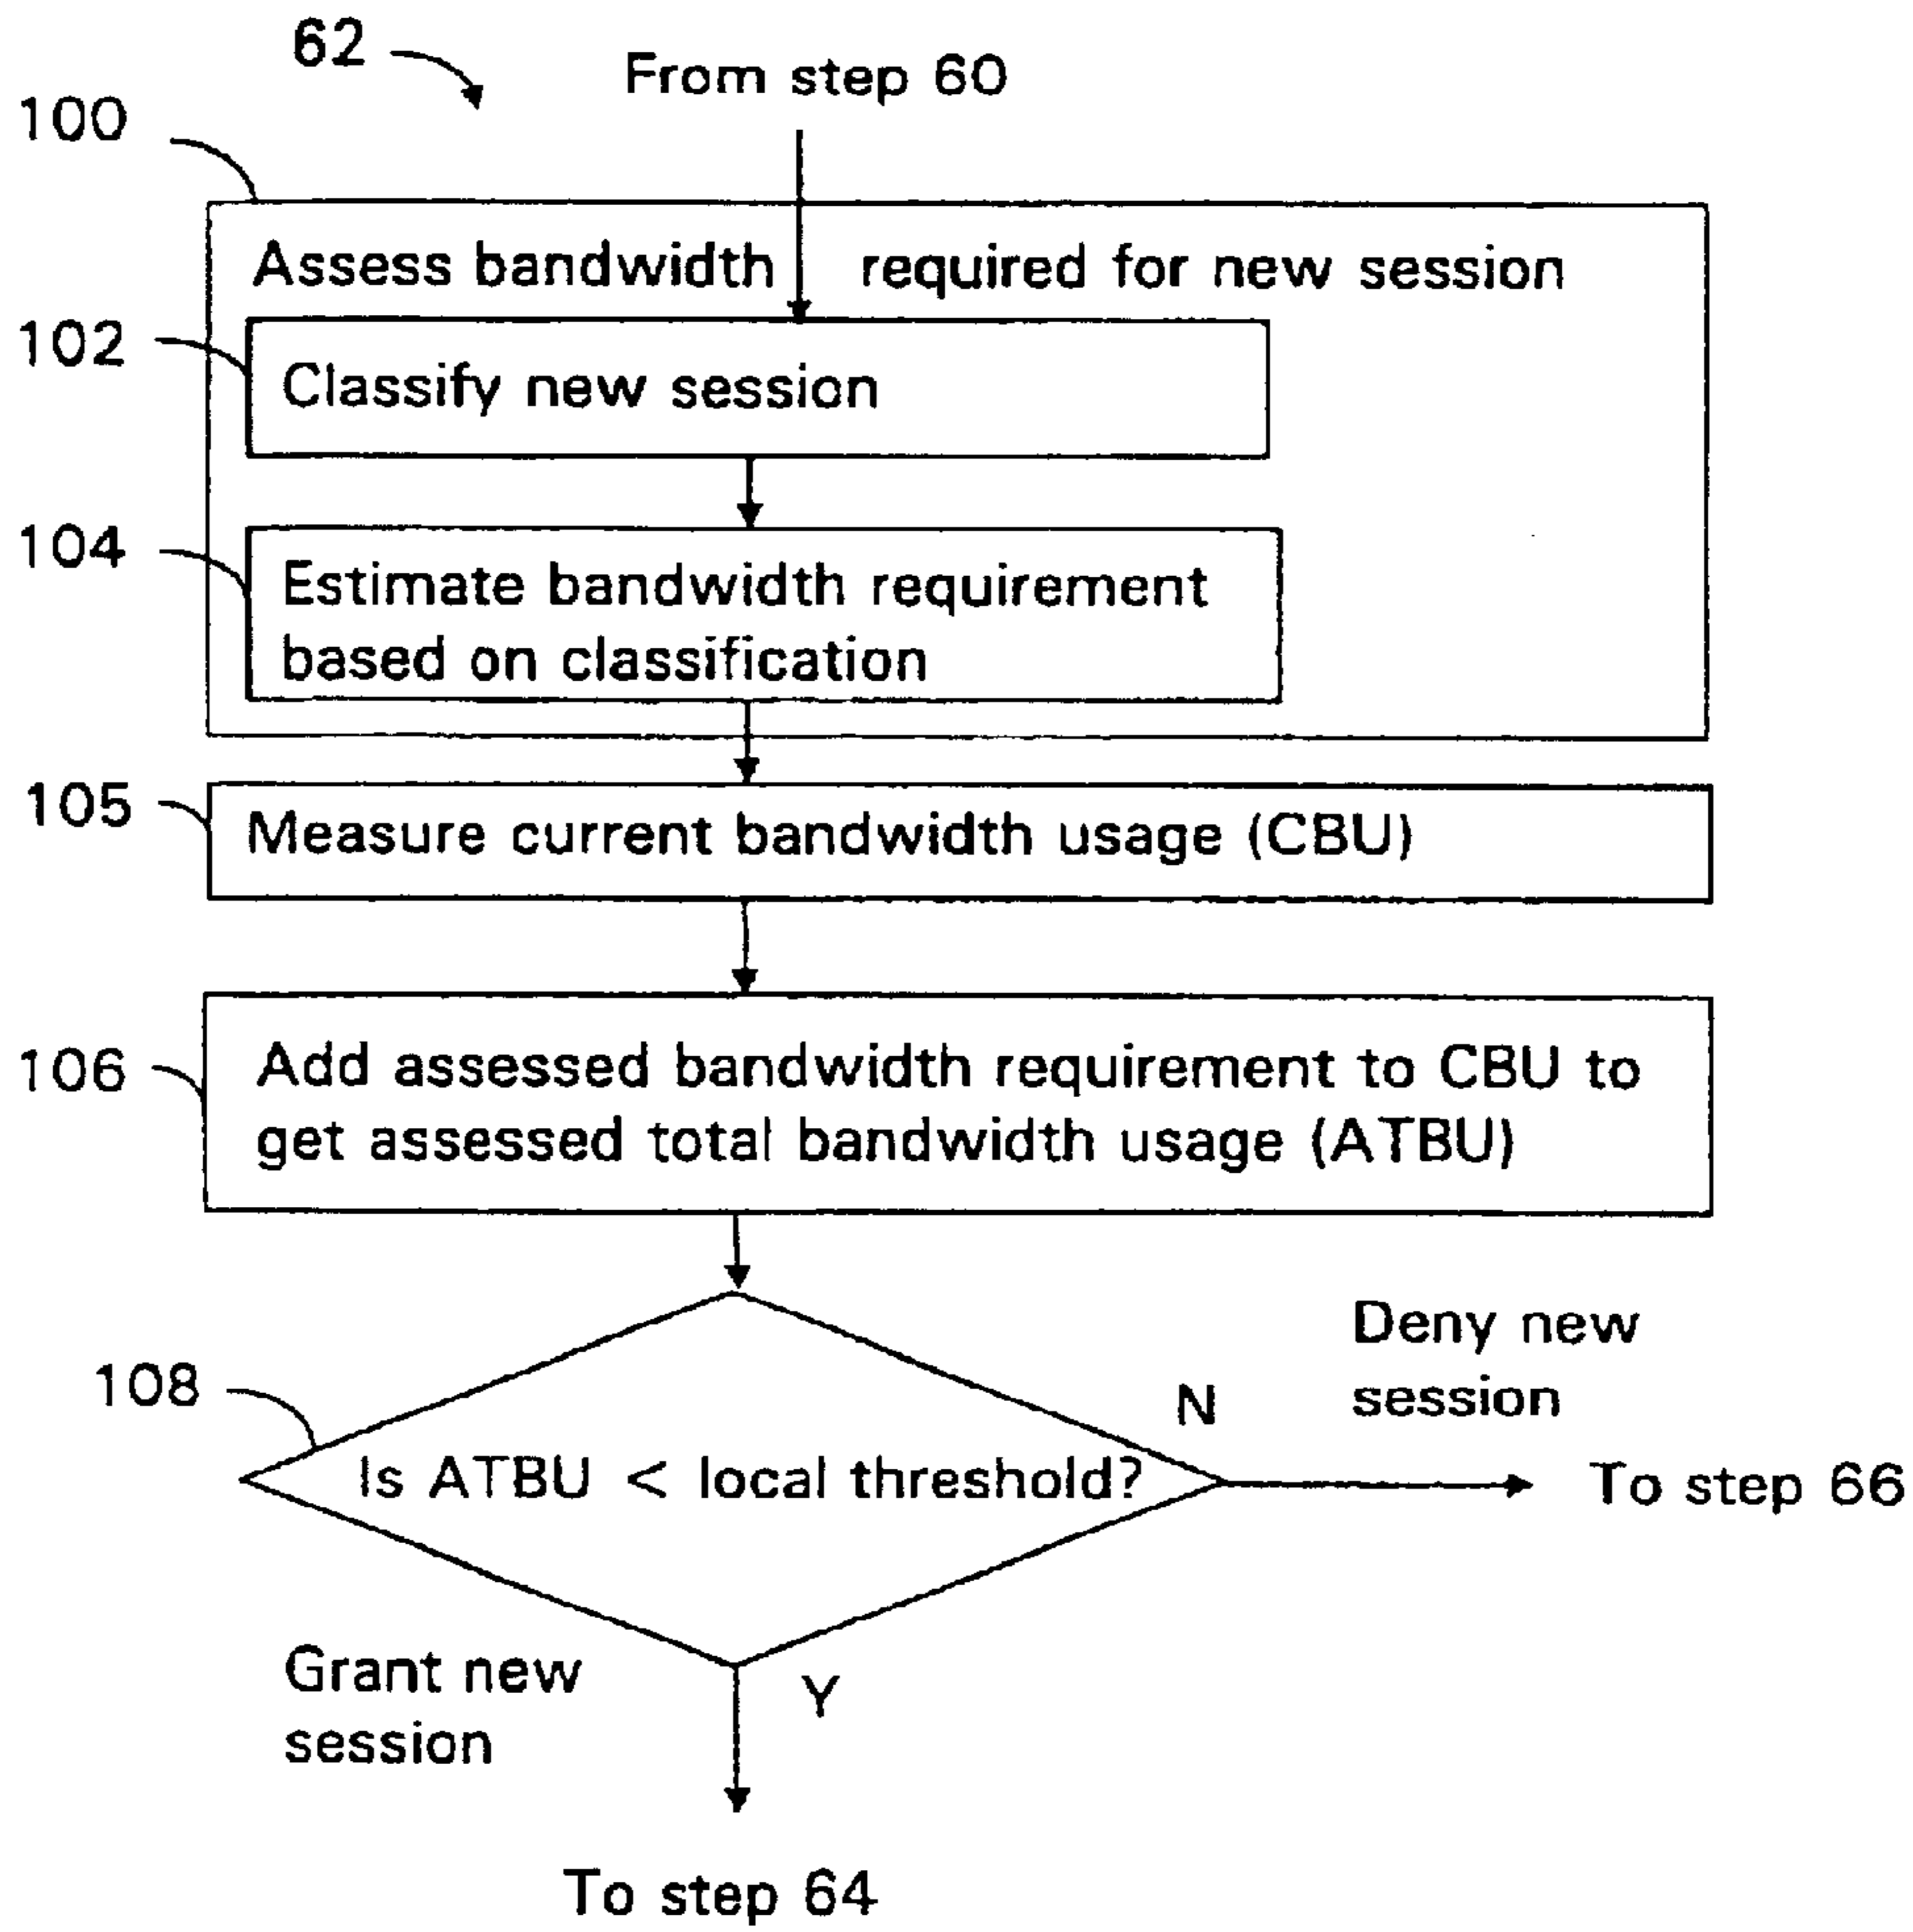 62
From step 60
100
Assess bandwidth required for new session
102
Classify new session
104
Estimate bandwidth requirement
based on classification
105
Measure current bandwidth usage (CBU)
106
Add assessed bandwidth requirement to CBU to
get assessed total bandwidth usage (ATBU)
108
Is ATBU < local threshold?
N
Deny new
session
To step 66
Grant new
session
Y
To step 64